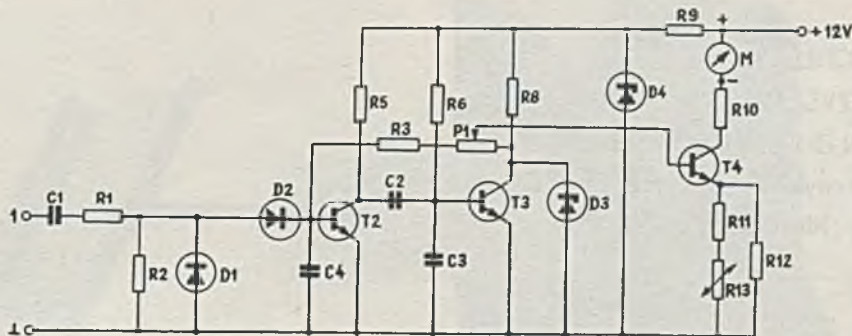 R9
+
+12V
M
-
R5
R6
R8
D4
R10
R3
P1
T4
C1
R1
D2
C2
T2
T3
D3
R11
1
R2
D1
C4
C3
R13
R12